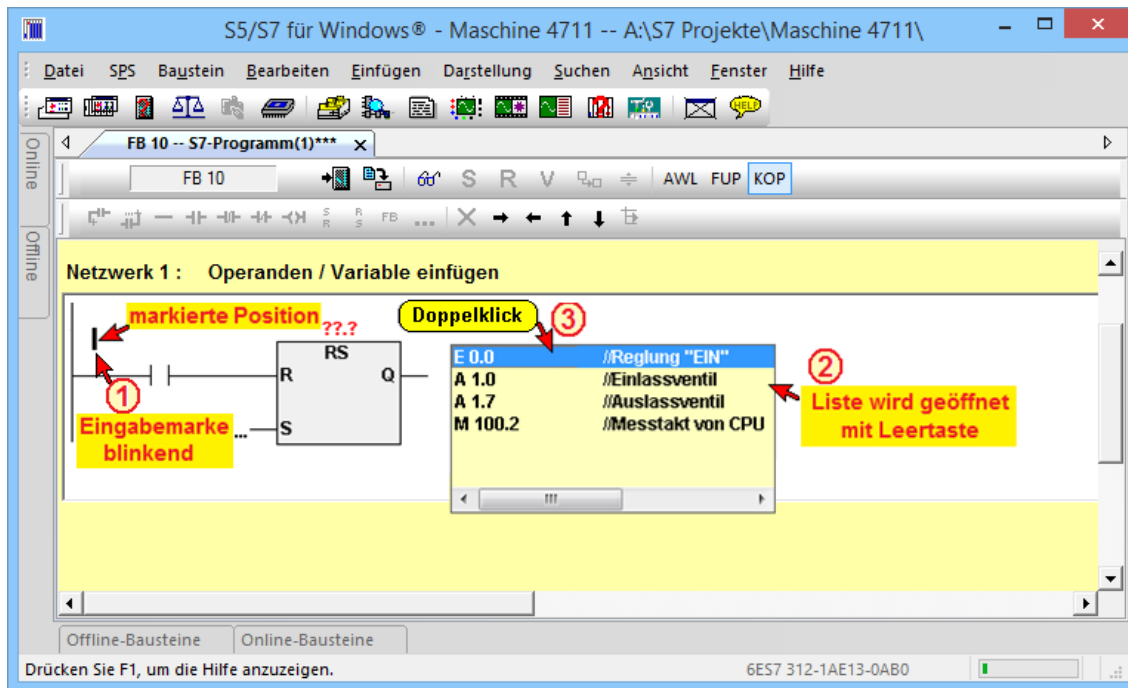 S5/S7 für Windows® - Maschine 4711 -- A:\S7 Projekte\Maschine 4711\
Datei SPS Baustein Bearbeiten Einfügen Darstellung Suchen Ansicht Fenster Hilfe
HELP
Online
Offline
FB 10 -- S7-Programm(1)*** x
FB 10
S R V AWL FUP KOP
S R R S FB ...
Netzwerk 1 : Operanden / Variable einfügen
markierte Position
??.?
Doppelklick
3
RS
R Q
... S
1
Eingabemarke
blinkend
E 0.0 //Reglung "EIN"
A 1.0 //Einlassventil
A 1.7 //Auslassventil
M 100.2 //Messtakt von CPU
2
Liste wird geöffnet
mit Leertaste
Offline-Bausteine Online-Bausteine
Drücken Sie F1, um die Hilfe anzuzeigen. 6ES7 312-1AE13-0AB0